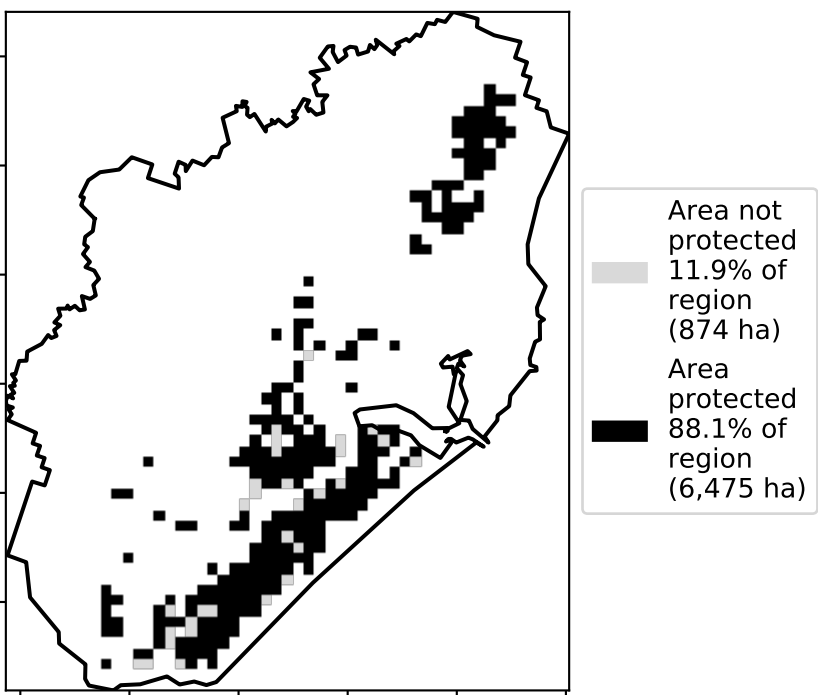 Area not
protected
11.9% of
region
(874 ha)
Area
protected
88.1% of
region
(6,475 ha)